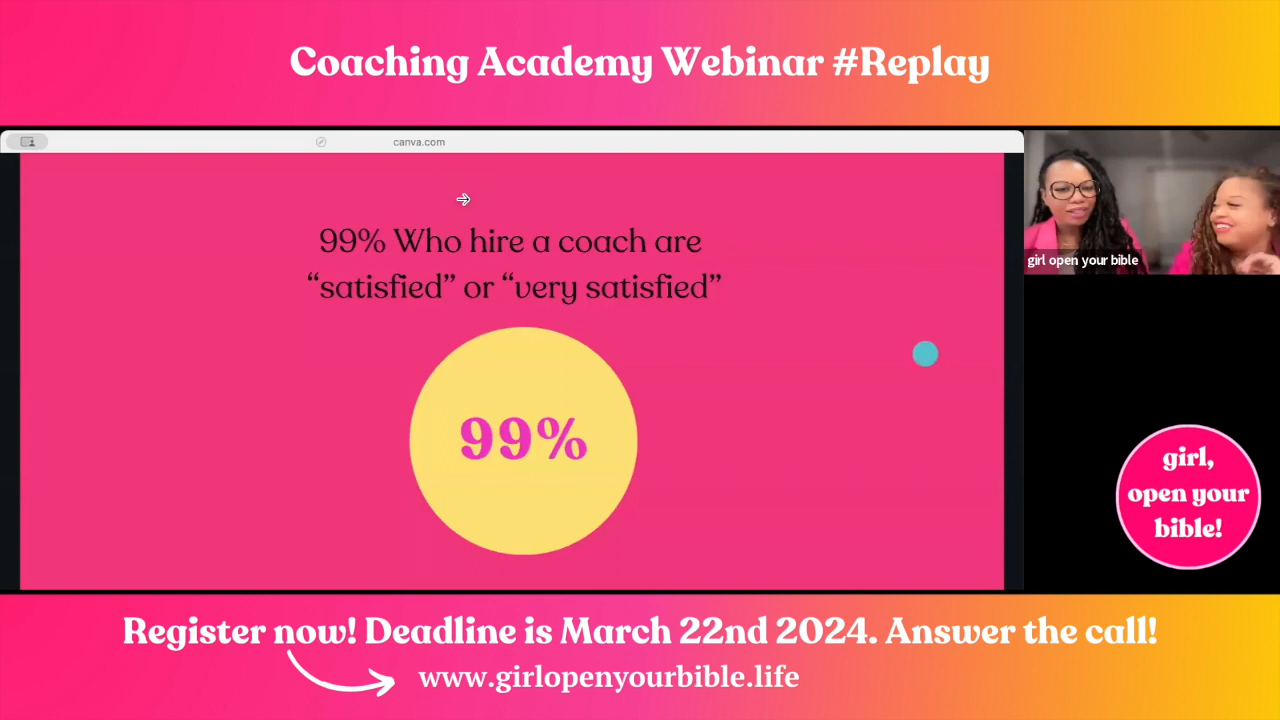 Coaching Academy Webinar #Replay
canva.com
99% Who hire a coach are
“satisfied” or “very satisfied”
99%
girl open your bible
girl,
open your
bible!
Register now! Deadline is March 22nd 2024. Answer the call!
www.girlopenyourbible.life